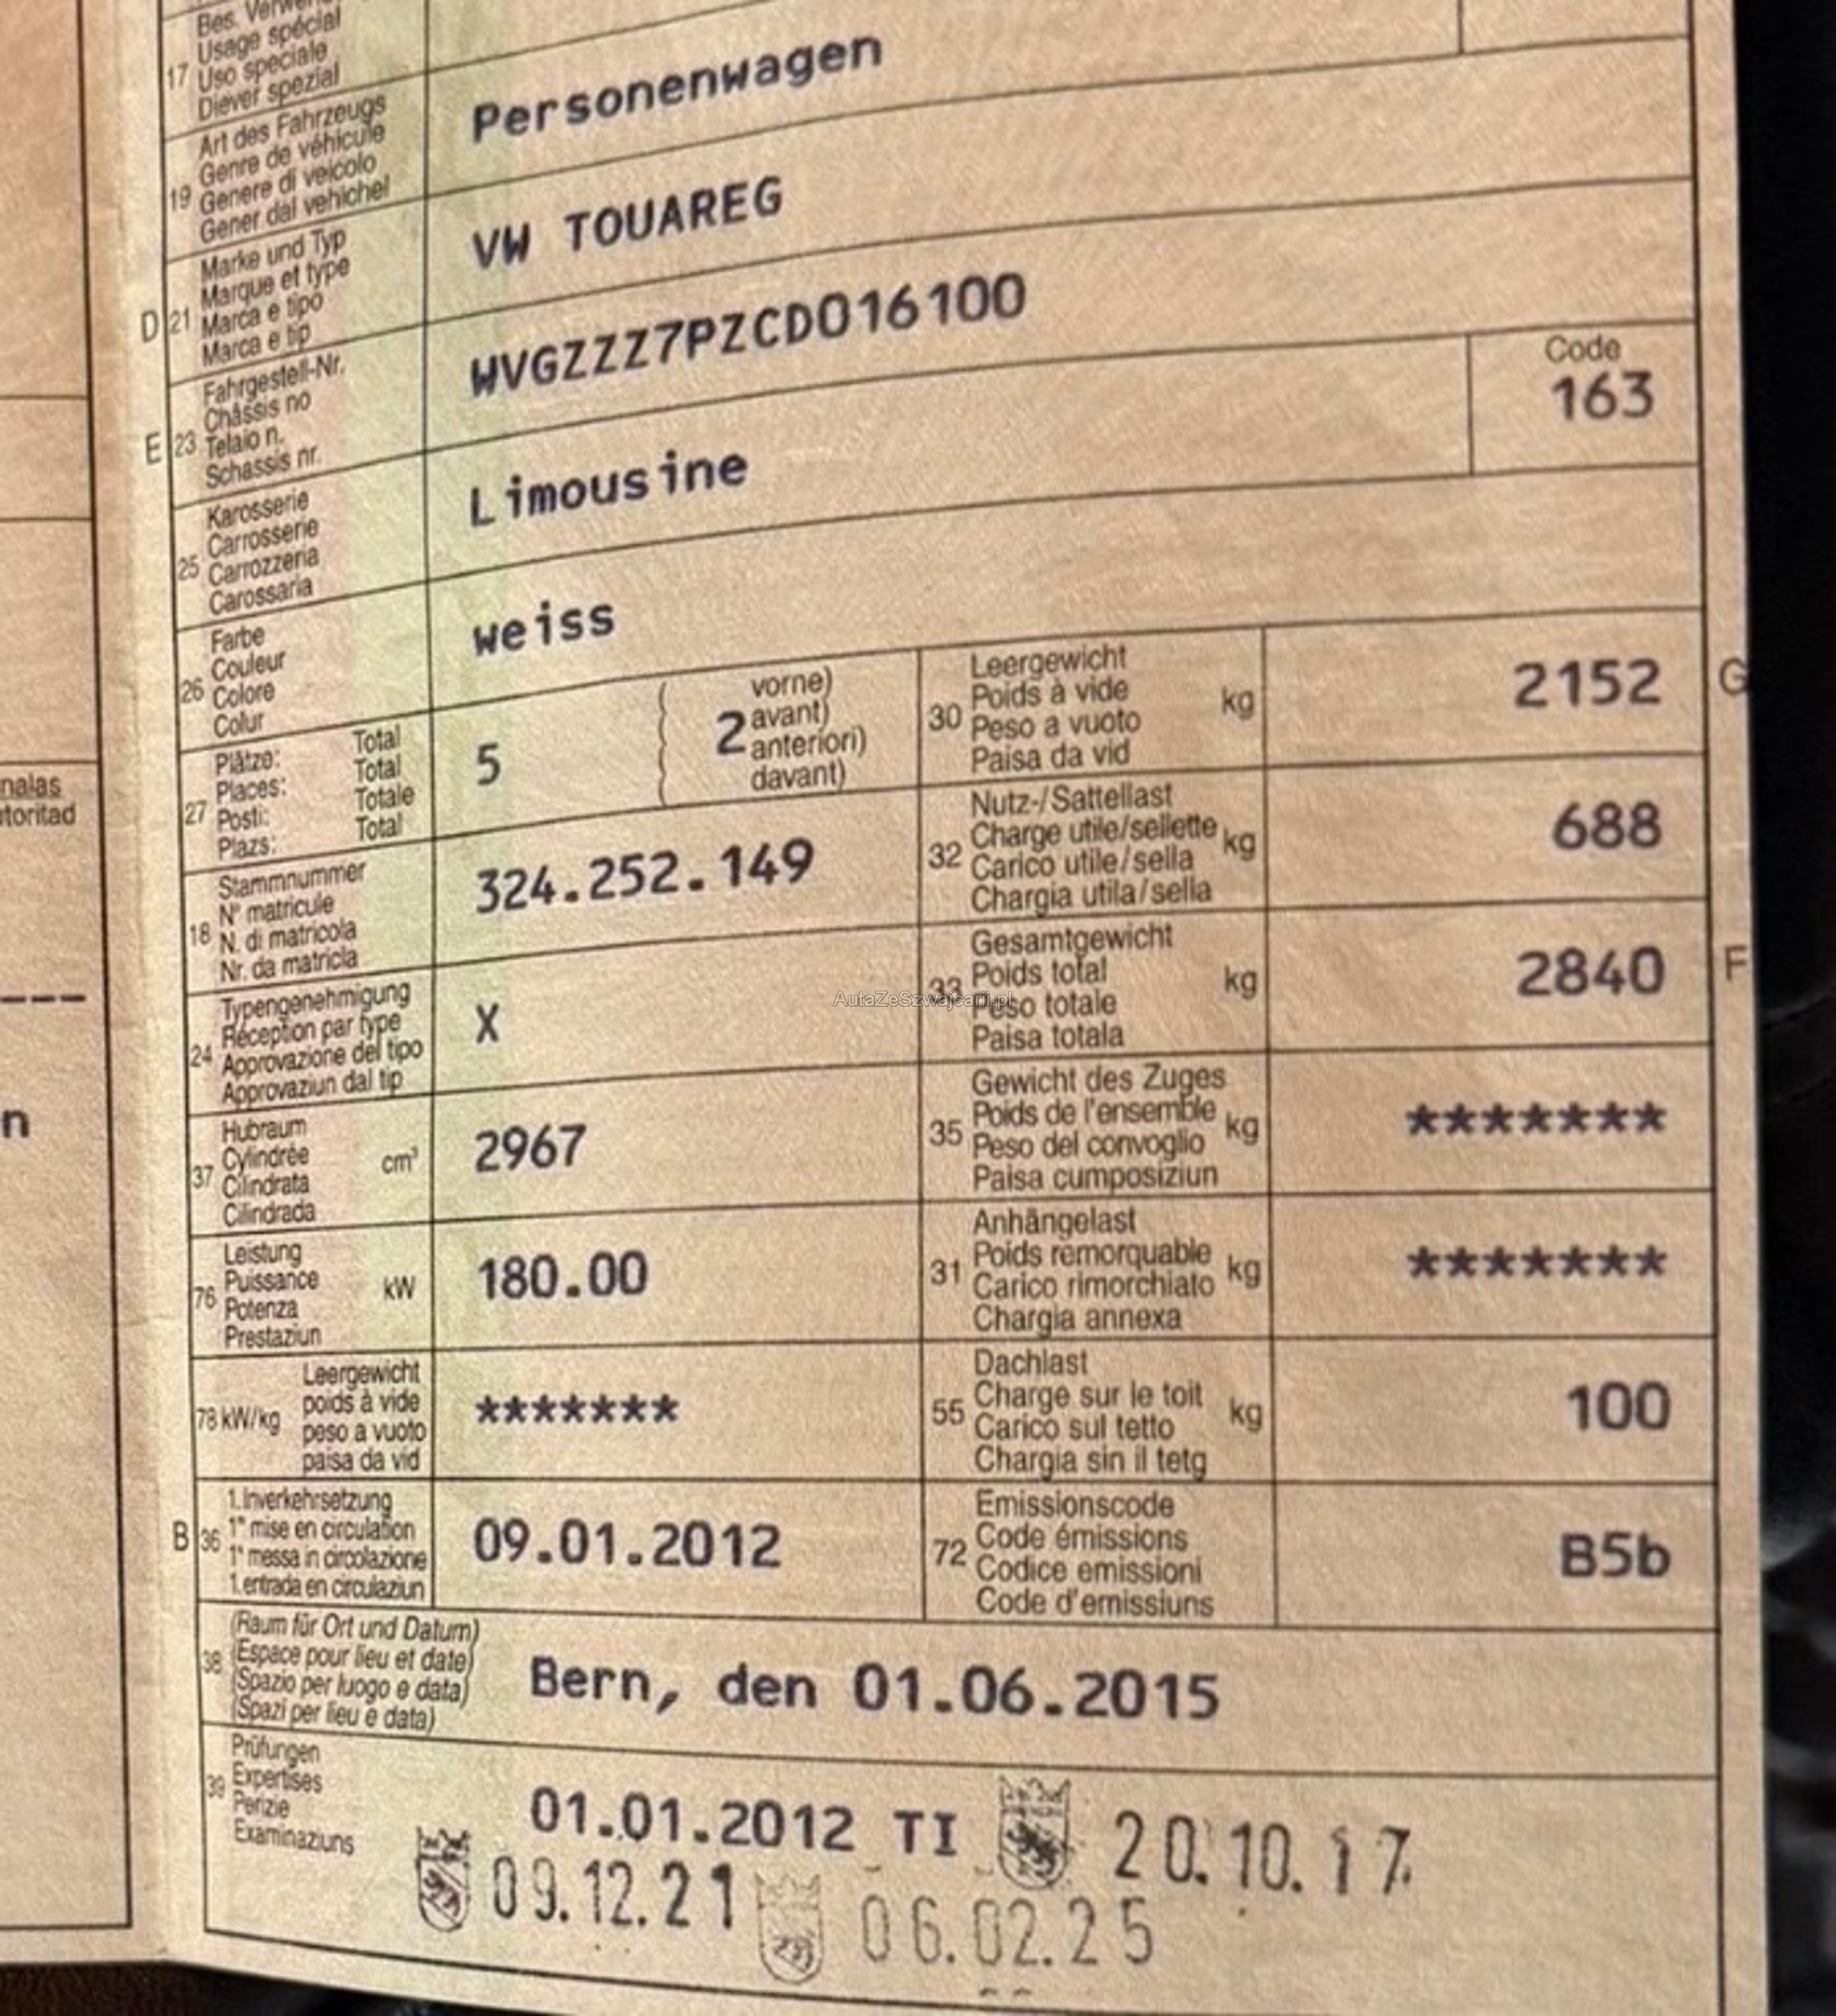 Bes. Verwen
Usage spécial
17 Uso speciale
Diever spezial
Art des Fahrzeugs
Genre de véhicule
19 Genere di veicolo
Gener dal vehichel
Personenwagen
Marke und Typ
Marque et type
D 21 Marca e tipo
Marca e tip
VW TOUAREG
Fahrgestell-Nr.
Châssis no
E 23 Telaio n.
Schassis nr.
WVGZZZ7PZCD016100
Karosserie
Carrosserie
25 Carrozzeria
Carossaria
Limousine
Code
163
Farbe
Couleur
26 Colore
Colur
weiss
Plätze: Total
Places: Total
27 Posti: Totale
Plazs: Total
5
( vorne)
( 2 avant)
( anteriori)
( davant)
Leergewicht
Poids à vide
30 Peso a vuoto kg
Paisa da vid
2152 G
Stammnummer
N° matricule
18 N. di matricola
Nr. da matricla
324.252.149
Nutz-/Sattellast
Charge utile/sellette
32 Carico utile/sella kg
Chargia utila/sella
688
Typengenehmigung
Réception par type
24 Approvazione del tipo
Approvaziun dal tip
X
Gesamtgewicht
Poids total
33 Peso totale kg
Paisa totala
2840 F
AutaZeSzwajcarii.pl
Hubraum
Cylindrée
37 Cilindrata cm³
Cilindrada
2967
Gewicht des Zuges
Poids de l'ensemble
35 Peso del convoglio kg
Paisa cumposiziun
*******
Leistung
Puissance
76 Potenza kW
Prestaziun
180.00
Anhängelast
Poids remorquable
31 Carico rimorchiato kg
Chargia annexa
*******
Leergewicht
poids à vide
78 kW/kg peso a vuoto
paisa da vid
*******
Dachlast
Charge sur le toit
55 Carico sul tetto kg
Chargia sin il tetg
100
1. Inverkehrsetzung
1re mise en circulation
B 36 1a messa in circolazione
1. entrada en circulaziun
09.01.2012
Emissionscode
Code émissions
72 Codice emissioni
Code d'emissiuns
B5b
(Raum für Ort und Datum)
38 (Espace pour lieu et date)
(Spazio per luogo e data)
(Spazi per lieu e data)
Bern, den 01.06.2015
Prüfungen
39 Expertises
Perizie
Examinaziuns
01.01.2012 TI 20.10.17
09.12.21 06.02.25
nalas
toritad
---
n